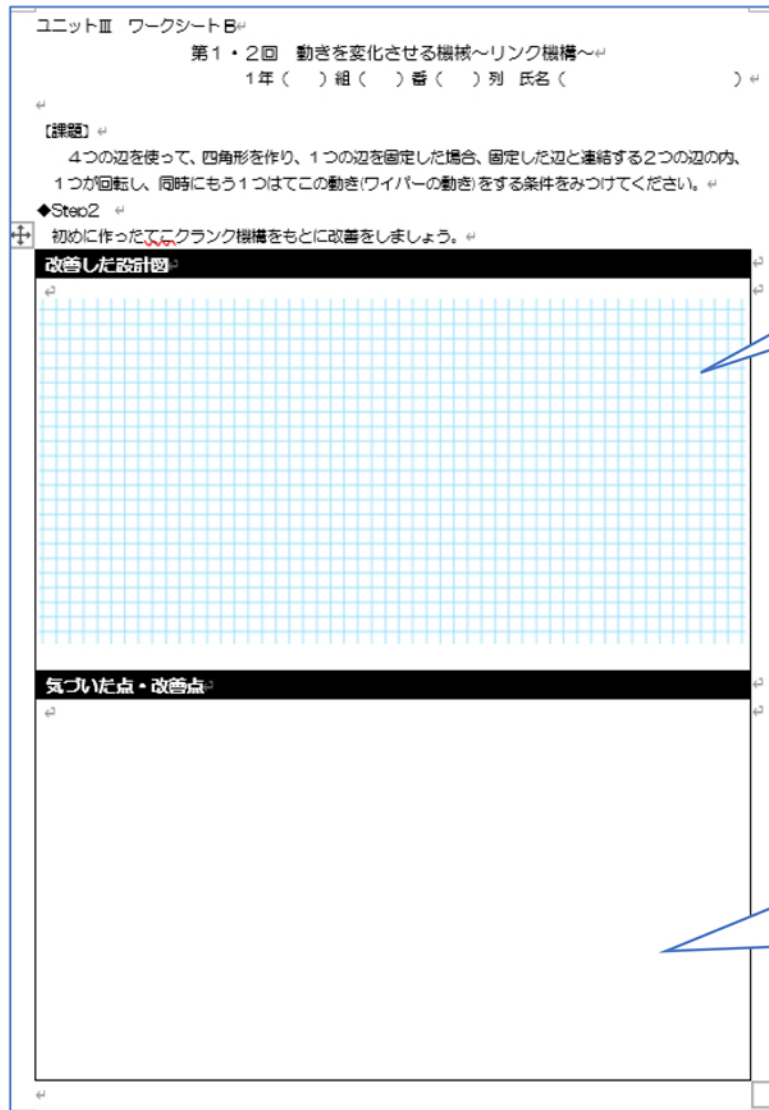 ユニットⅢ　ワークシートB
第１・２回　動きを変化させる機械～リンク機構～
１年（　　）組（　　）番（　　）列　氏名（　　　　　　　　　　）
【課題】
４つの辺を使って、四角形を作り、１つの辺を固定した場合、固定した辺と連結する２つの辺の内、
１つが回転し、同時にもう１つはてこの動き(ワイパーの動き)をする条件をみつけてください。
◆Step2
初めに作ったてこクランク機構をもとに改善をしましょう。
改善した設計図
気づいた点・改善点